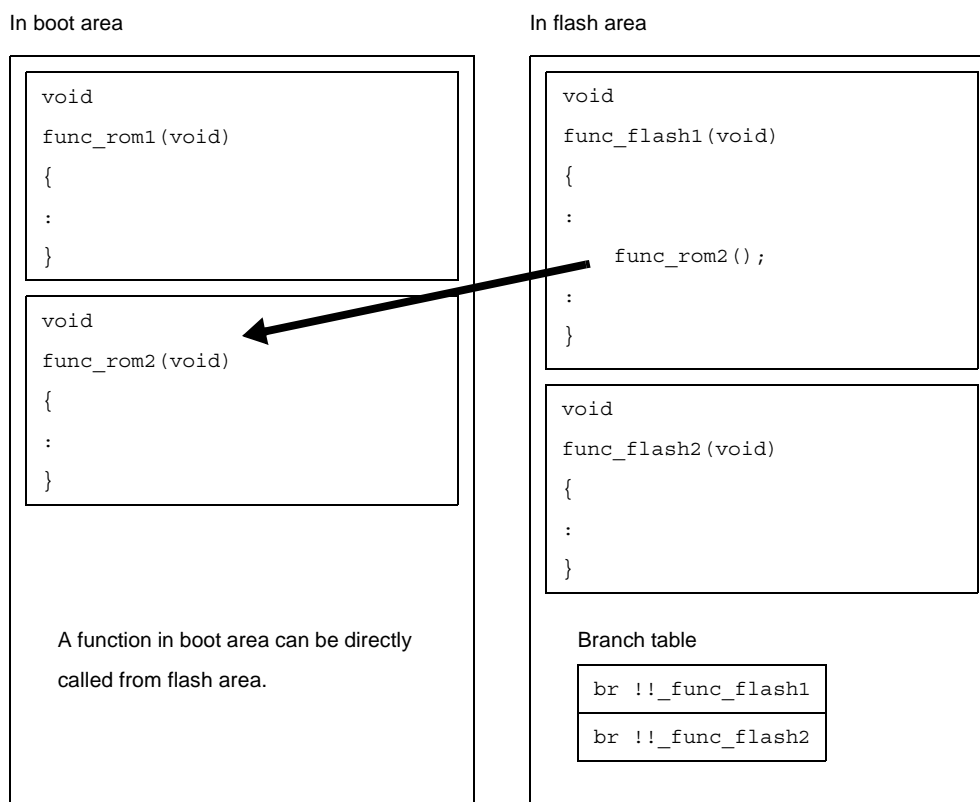 In boot area
void
func_rom1(void)
{
:
}
void
func_rom2(void)
{
:
}
A function in boot area can be directly
called from flash area.
In flash area
void
func_flash1(void)
{
:
func_rom2();
:
}
void
func_flash2(void)
{
:
}
Branch table
br !!_func_flash1
br !!_func_flash2